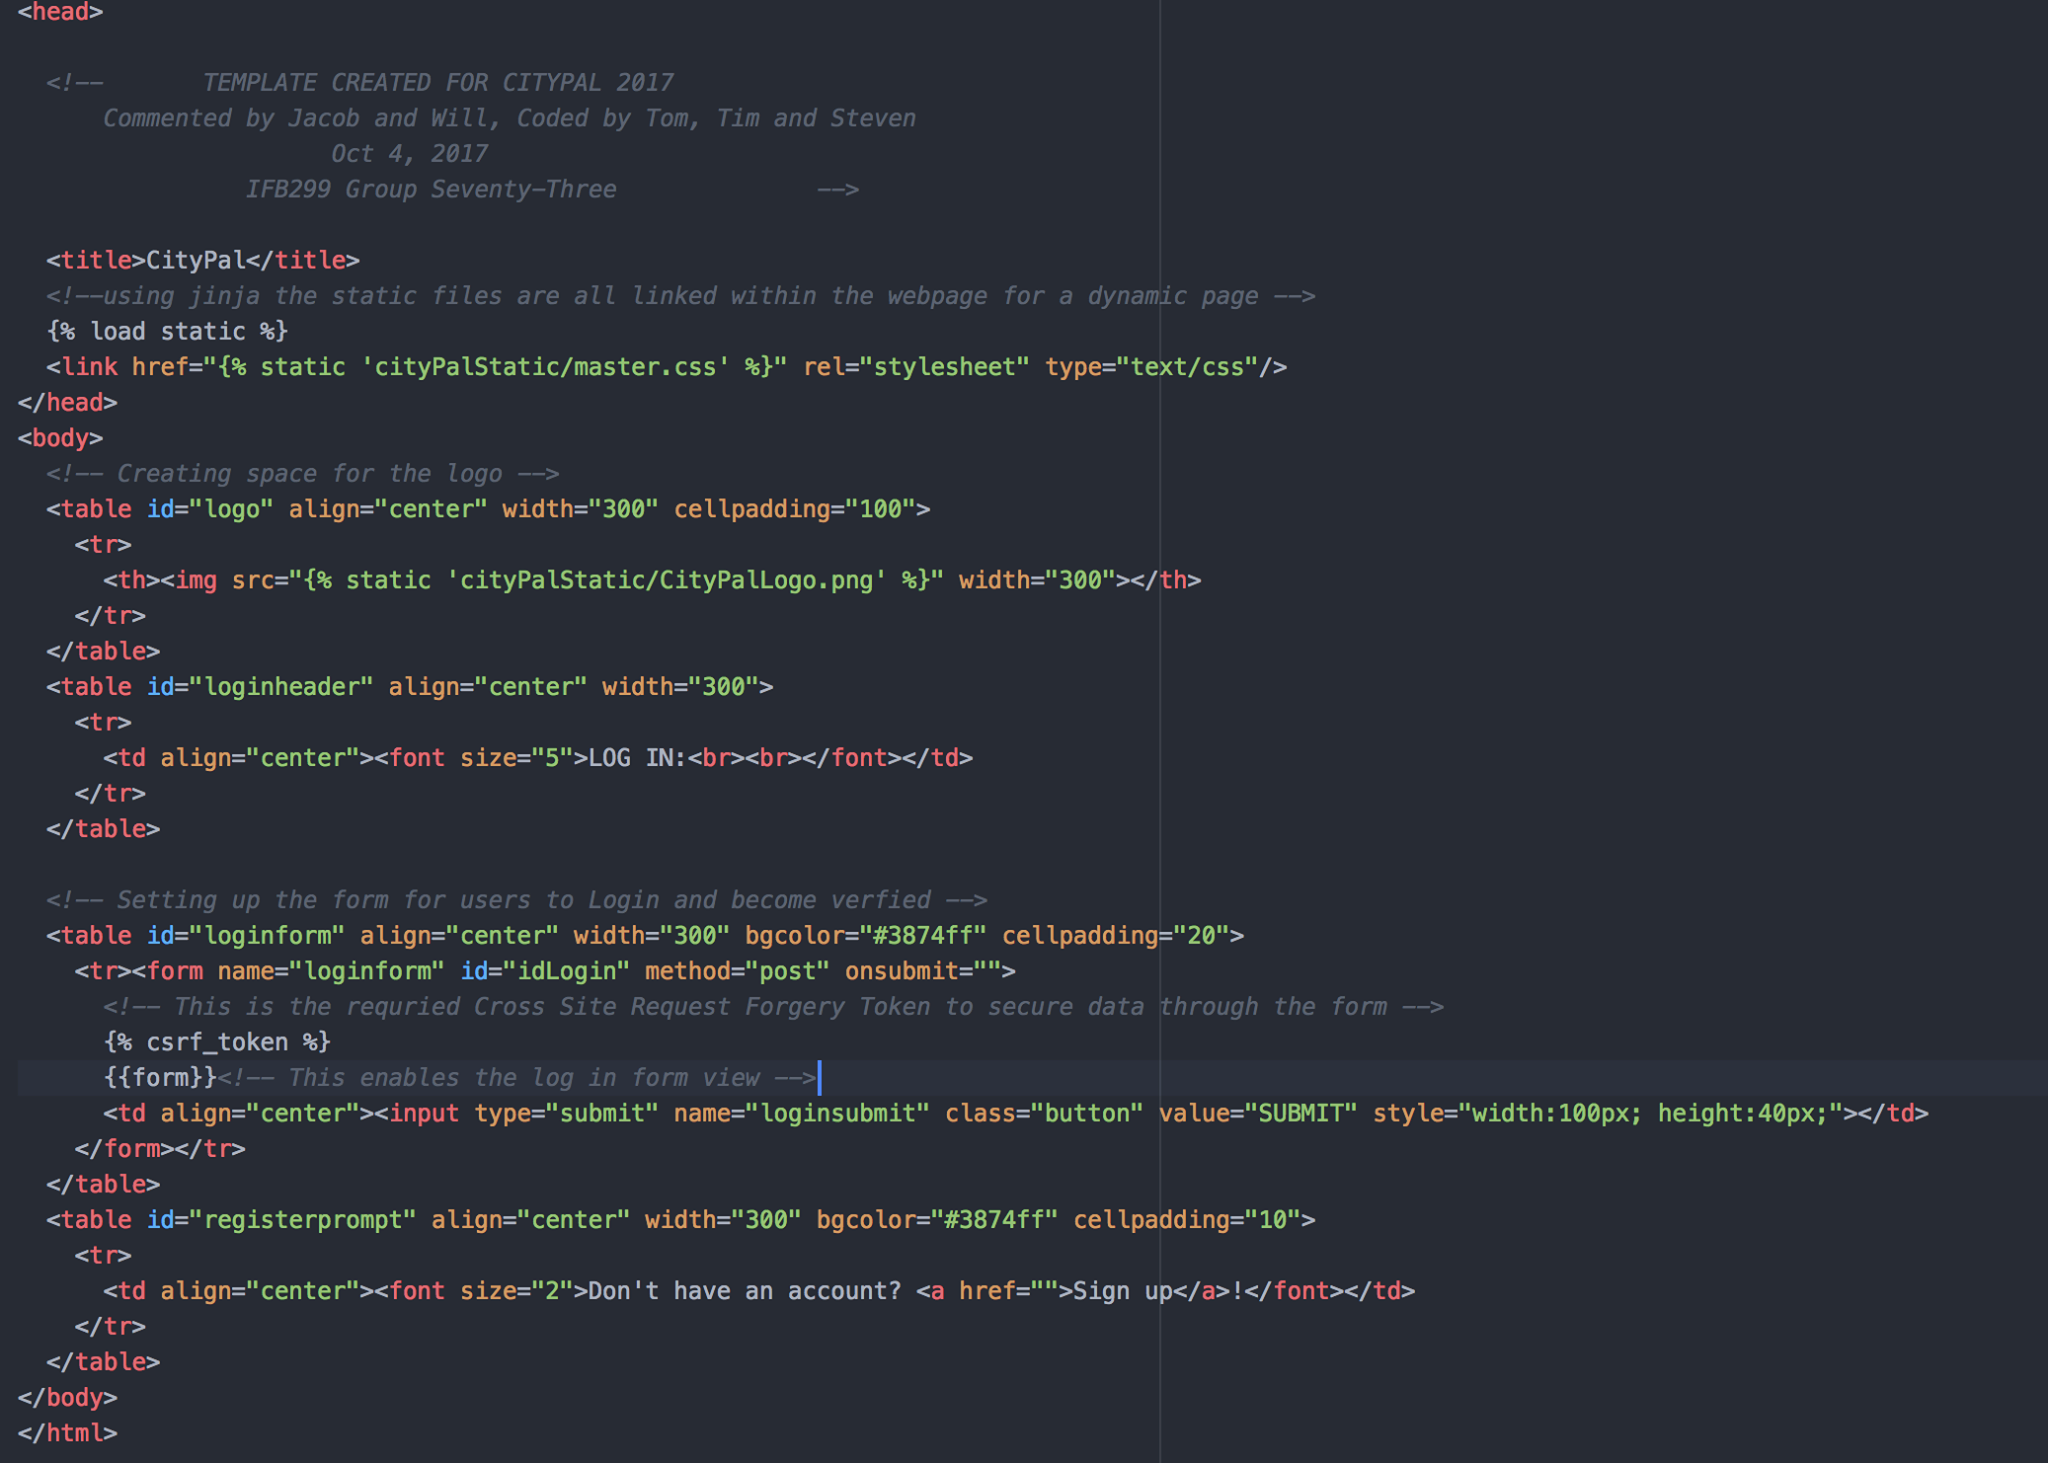 <head>
<!--       TEMPLATE CREATED FOR CITYPAL 2017
Commented by Jacob and Will, Coded by Tom, Tim and Steven
Oct 4, 2017
IFB299 Group Seventy-Three              -->
<title>CityPal</title>
<!--using jinja the static files are all linked within the webpage for a dynamic page -->
{% load static %}
<link href="{% static 'cityPalStatic/master.css' %}" rel="stylesheet" type="text/css"/>
</head>
<body>
<!-- Creating space for the logo -->
<table id="logo" align="center" width="300" cellpadding="100">
<tr>
<th><img src="{% static 'cityPalStatic/CityPalLogo.png' %}" width="300"></th>
</tr>
</table>
<table id="loginheader" align="center" width="300">
<tr>
<td align="center"><font size="5">LOG IN:<br><br></font></td>
</tr>
</table>
<!-- Setting up the form for users to Login and become verfied -->
<table id="loginform" align="center" width="300" bgcolor="#3874ff" cellpadding="20">
<tr><form name="loginform" id="idLogin" method="post" onsubmit="">
<!-- This is the requried Cross Site Request Forgery Token to secure data through the form -->
{% csrf_token %}
{{form}}<!-- This enables the log in form view -->
<td align="center"><input type="submit" name="loginsubmit" class="button" value="SUBMIT" style="width:100px; height:40px;"></td>
</form></tr>
</table>
<table id="registerprompt" align="center" width="300" bgcolor="#3874ff" cellpadding="10">
<tr>
<td align="center"><font size="2">Don't have an account? <a href="">Sign up</a>!</font></td>
</tr>
</table>
</body>
</html>